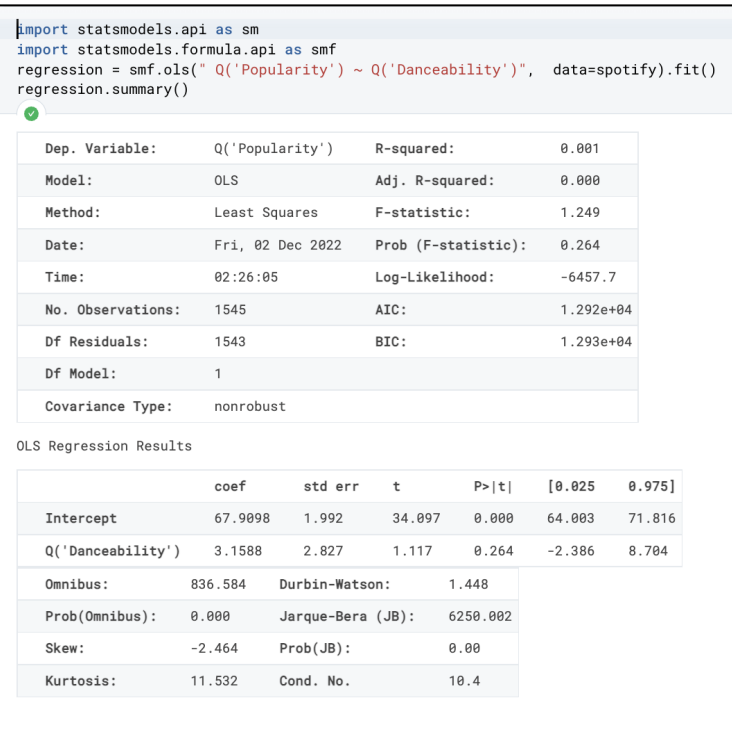 import statsmodels.api as sm
import statsmodels.formula.api as smf
regression = smf.ols(" Q('Popularity') ~ Q('Danceability')",  data=spotify).fit()
regression.summary()
Dep. Variable: Q('Popularity') R-squared: 0.001
Model: OLS Adj. R-squared: 0.000
Method: Least Squares F-statistic: 1.249
Date: Fri, 02 Dec 2022 Prob (F-statistic): 0.264
Time: 02:26:05 Log-Likelihood: -6457.7
No. Observations: 1545 AIC: 1.292e+04
Df Residuals: 1543 BIC: 1.293e+04
Df Model: 1
Covariance Type: nonrobust
OLS Regression Results
coef std err t P>|t| [0.025 0.975]
Intercept 67.9098 1.992 34.097 0.000 64.003 71.816
Q('Danceability') 3.1588 2.827 1.117 0.264 -2.386 8.704
Omnibus: 836.584 Durbin-Watson: 1.448
Prob(Omnibus): 0.000 Jarque-Bera (JB): 6250.002
Skew: -2.464 Prob(JB): 0.00
Kurtosis: 11.532 Cond. No. 10.4